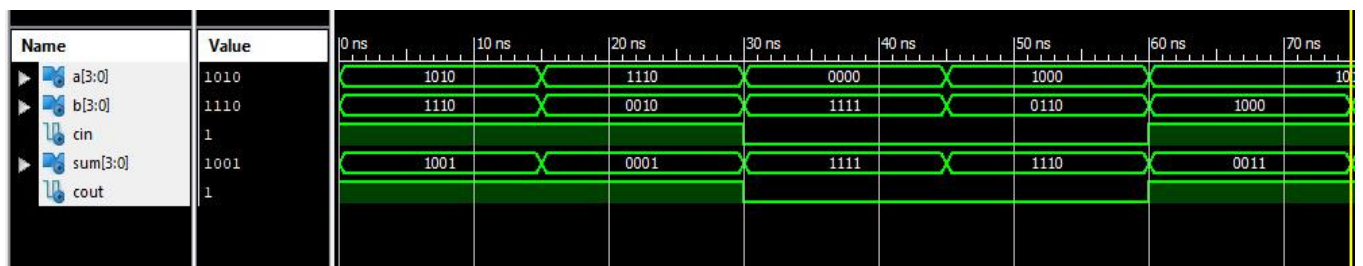 Name Value 0 ns 10 ns 20 ns 30 ns 40 ns 50 ns 60 ns 70 ns
a[3:0] 1010 1010 1110 0000 1000 10
b[3:0] 1110 1110 0010 1111 0110 1000
cin 1
sum[3:0] 1001 1001 0001 1111 1110 0011
cout 1